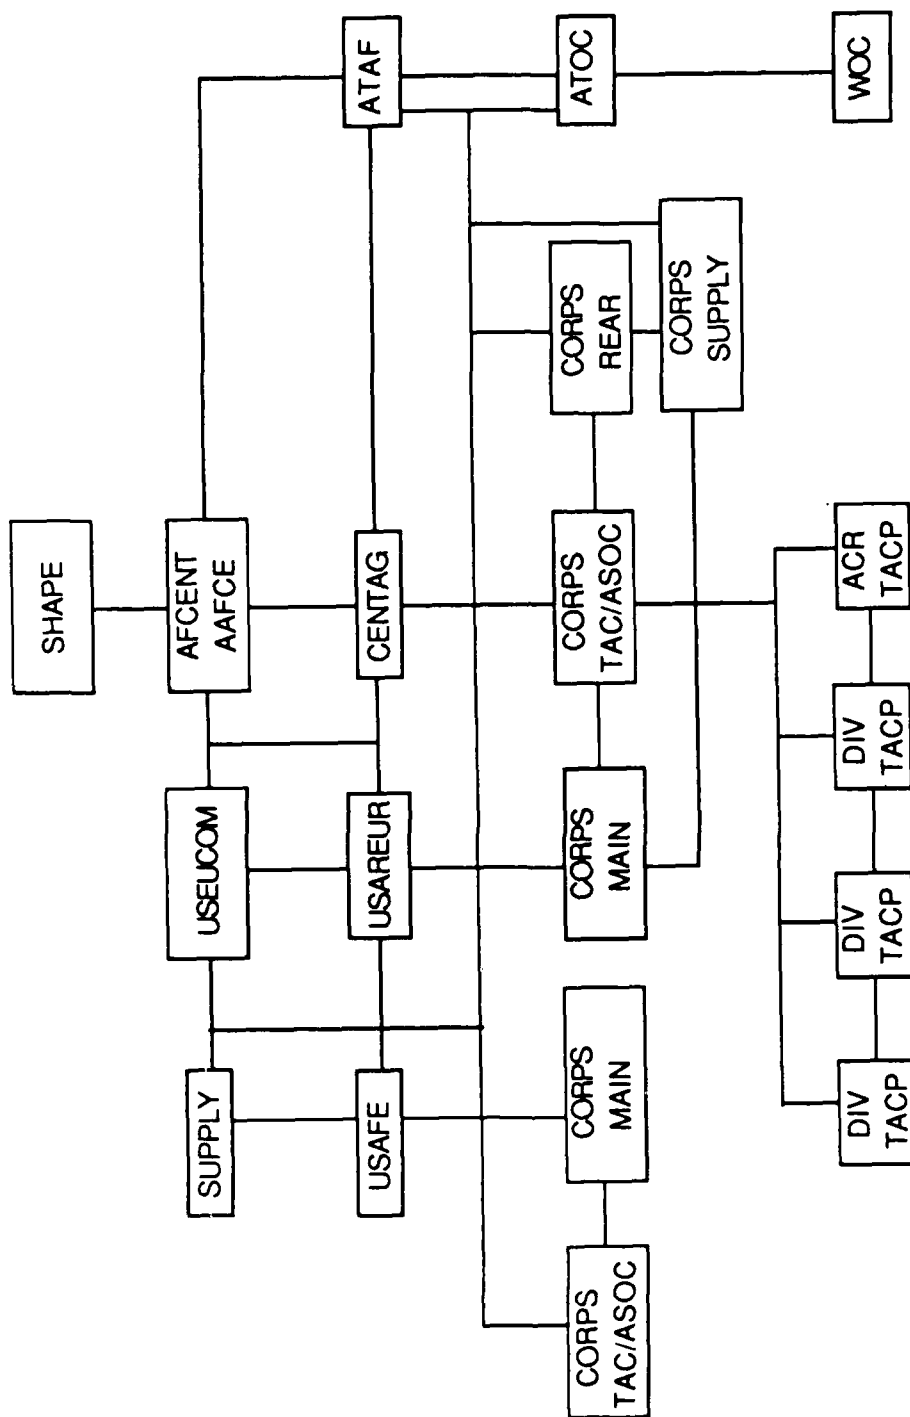 SHAPE
SUPPLY
USEUCOM
AFCENT
AAFCE
USAFE
USAREUR
CENTAG
ATAF
CORPS
TAC/ASOC
CORPS
MAIN
CORPS
MAIN
CORPS
TAC/ASOC
CORPS
REAR
ATOC
CORPS
SUPPLY
DIV
TACP
DIV
TACP
DIV
TACP
ACR
TACP
WOC